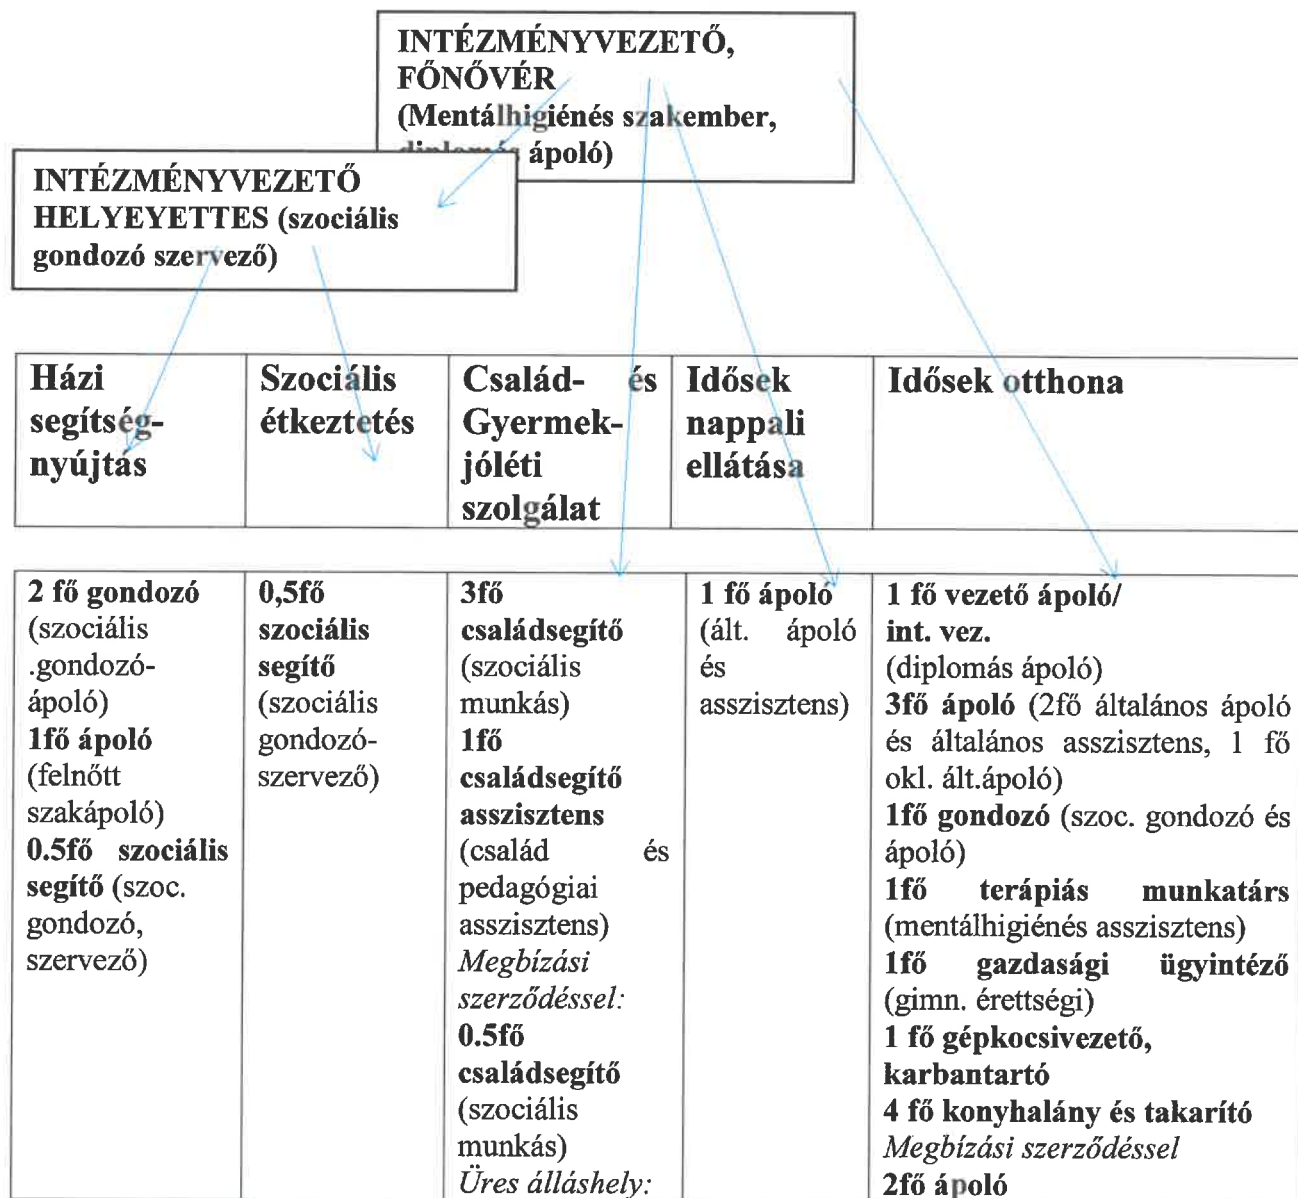 INTÉZMÉNYVEZETŐ,
FŐNŐVÉR
(Mentálhigiénés szakember,
ápoló)
INTÉZMÉNYVEZETŐ
HELYEYETTES (szociális
gondozó szervező)
Házi
segítség-
nyújtás
Szociális
étkeztetés
Család- és
Gyermek-
jóléti
szolgálat
Idősek
nappali
ellátása
Idősek otthona
2 fő gondozó
(szociális
.gondozó-
ápoló)
1fő ápoló
(felnőtt
szakápoló)
0.5fő szociális
segítő (szoc.
gondozó,
szervező)
0,5fő
szociális
segítő
(szociális
gondozó-
szervező)
3fő
családsegítő
(szociális
munkás)
1fő
családsegítő
asszisztens
(család és
pedagógiai
asszisztens)
Megbízási
szerződéssel:
0.5fő
családsegítő
(szociális
munkás)
Üres álláshely:
1 fő ápoló
(ált. ápoló
és
asszisztens)
1 fő vezető ápoló/
int. vez.
(diplomás ápoló)
3fő ápoló (2fő általános ápoló
és általános asszisztens, 1 fő
okl. ált.ápoló)
1fő gondozó (szoc. gondozó és
ápoló)
1fő terápiás munkatárs
(mentálhigiénés asszisztens)
1fő gazdasági ügyintéző
(gimn. érettségi)
1 fő gépkocsivezető,
karbantartó
4 fő konyhalány és takarító
Megbízási szerződéssel
2fő ápoló